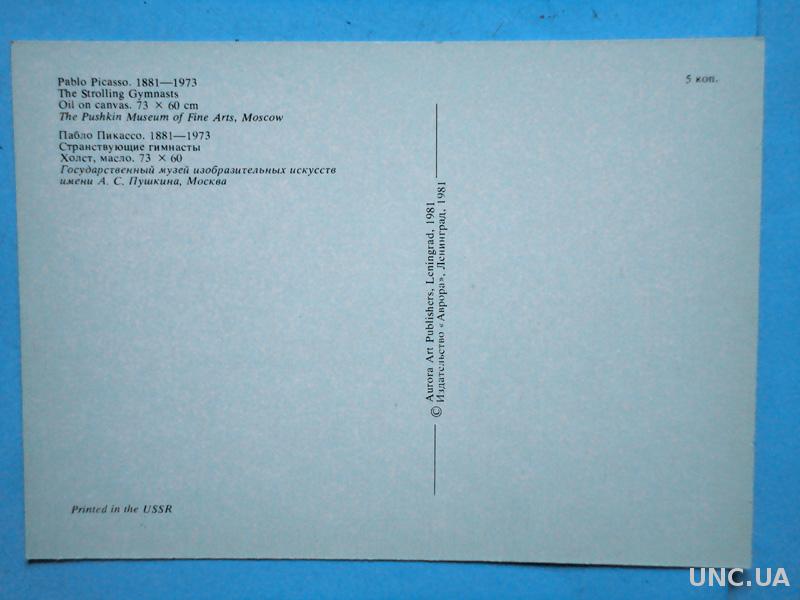 Pablo Picasso. 1881—1973
The Strolling Gymnasts
Oil on canvas. 73 × 60 cm
The Pushkin Museum of Fine Arts, Moscow
Пабло Пикассо. 1881—1973
Странствующие гимнасты
Холст, масло. 73 × 60
Государственный музей изобразительных искусств
имени А. С. Пушкина, Москва
5 коп.
© Aurora Art Publishers, Leningrad, 1981
Издательство «Аврора», Ленинград, 1981
Printed in the USSR
UNC.UA